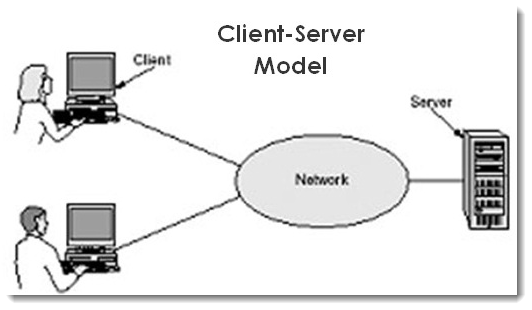 Client-Server
Model
Client
Server
Network